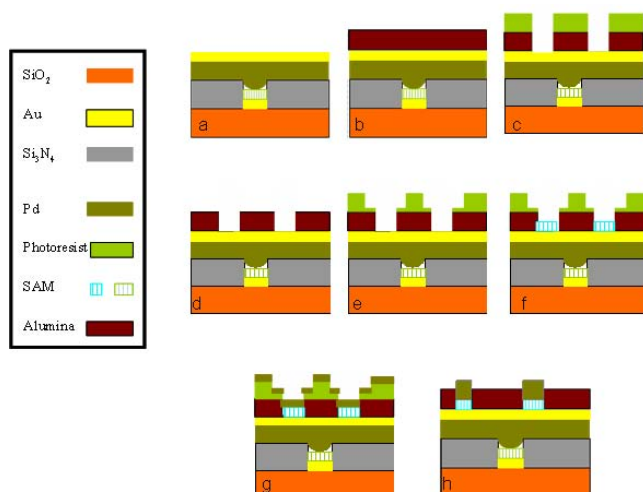 SiO₂
Au
Si₃N₄
Pd
Photoresist
SAM
Alumina
a
b
c
d
e
f
g
h